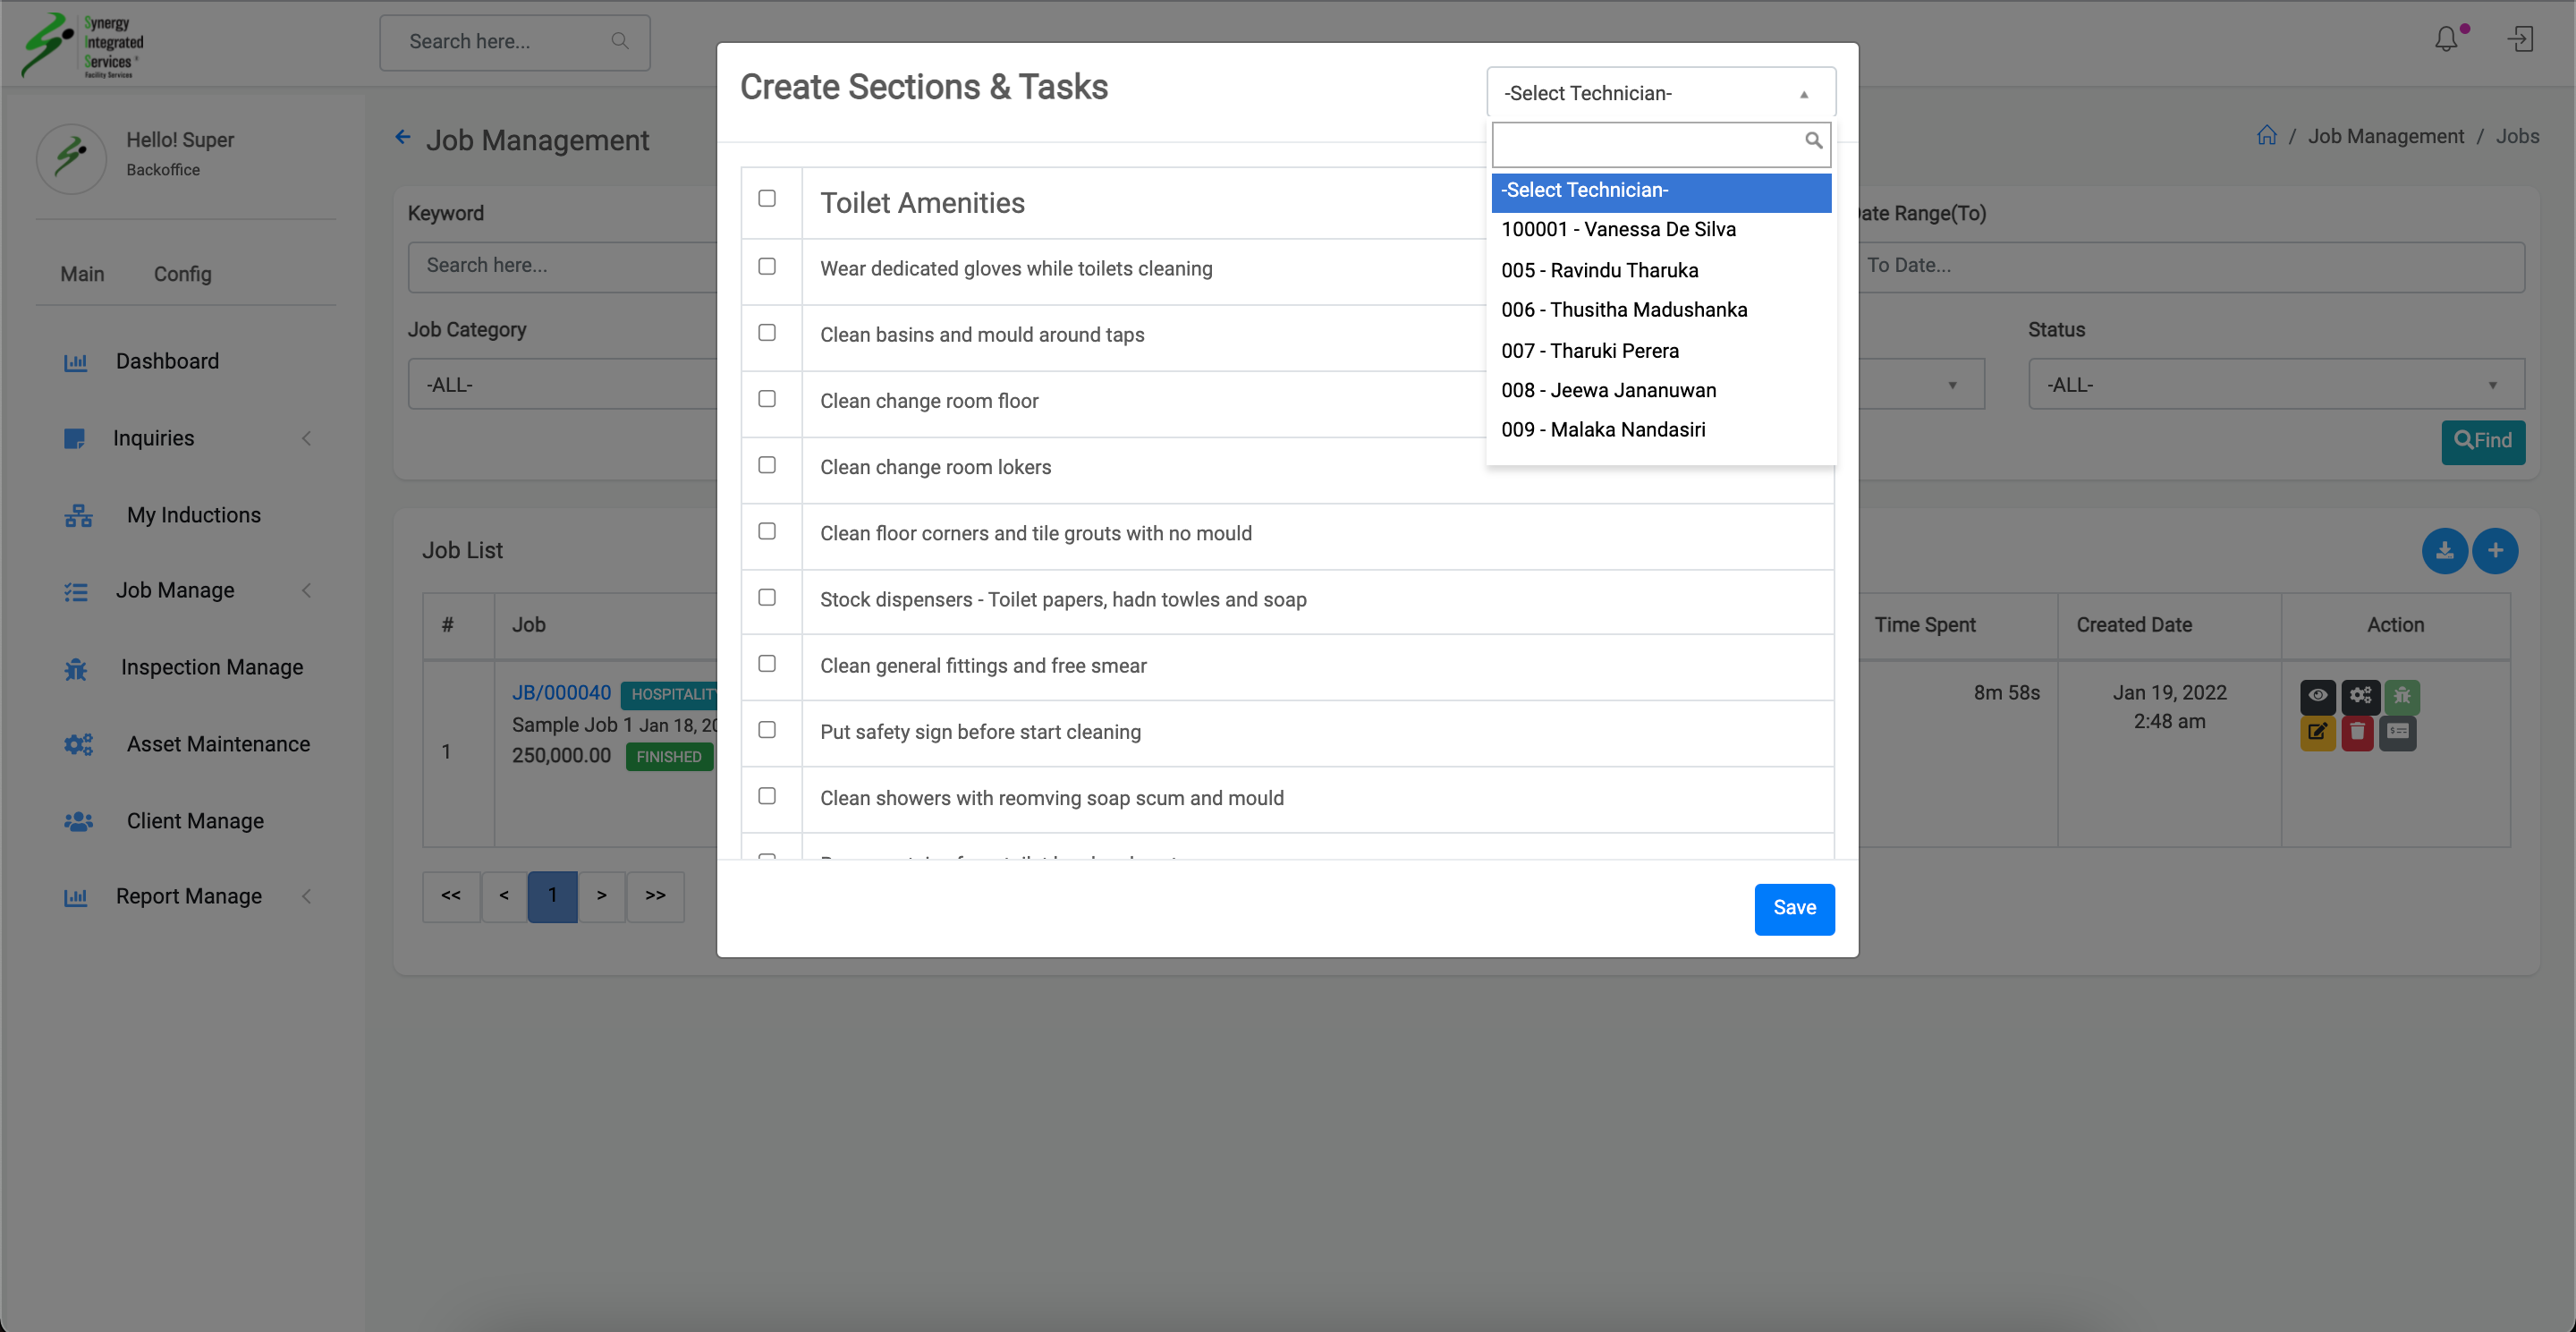 Synergy
Integrated
Services
Facility Services
Search here...
Hello! Super
Backoffice
Main Config
Dashboard
Inquiries
My Inductions
Job Manage
Inspection Manage
Asset Maintenance
Client Manage
Report Manage
Job Management
/ Job Management / Jobs
Keyword
Search here...
Job Category
-ALL-
ate Range(To)
To Date...
Status
-ALL-
Find
Job List
# Job Time Spent Created Date Action
1
JB/000040 HOSPITALITY
Sample Job 1 Jan 18, 20
250,000.00 FINISHED
8m 58s
Jan 19, 2022
2:48 am
<< < 1 > >>
Create Sections & Tasks
-Select Technician-
-Select Technician-
100001 - Vanessa De Silva
005 - Ravindu Tharuka
006 - Thusitha Madushanka
007 - Tharuki Perera
008 - Jeewa Jananuwan
009 - Malaka Nandasiri
Toilet Amenities
Wear dedicated gloves while toilets cleaning
Clean basins and mould around taps
Clean change room floor
Clean change room lokers
Clean floor corners and tile grouts with no mould
Stock dispensers - Toilet papers, hadn towles and soap
Clean general fittings and free smear
Put safety sign before start cleaning
Clean showers with reomving soap scum and mould
Save